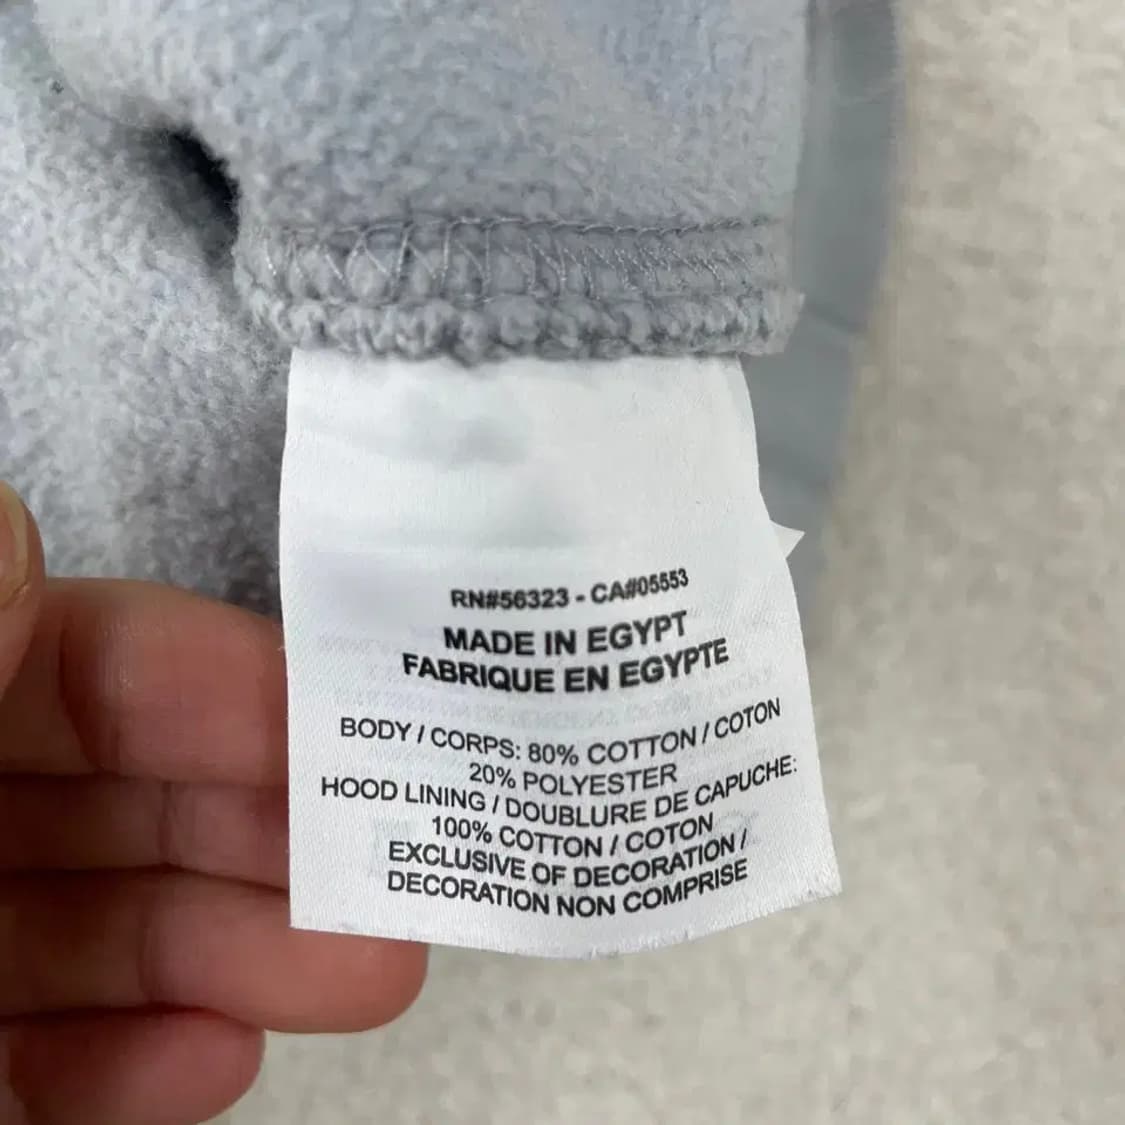 RN#56323 - CA#05553
MADE IN EGYPT
FABRIQUE EN EGYPTE
BODY / CORPS: 80% COTTON / COTON
20% POLYESTER
HOOD LINING / DOUBLURE DE CAPUCHE:
100% COTTON / COTON
EXCLUSIVE OF DECORATION /
DECORATION NON COMPRISE